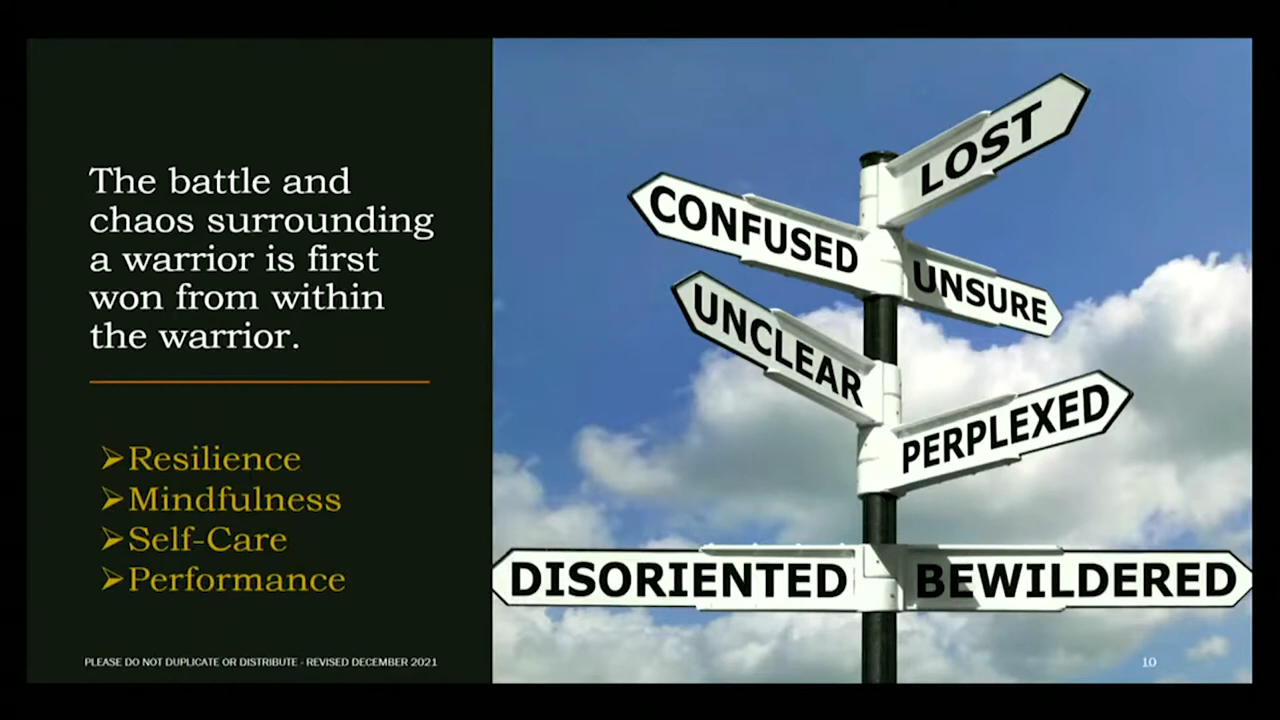 The battle and
chaos surrounding
a warrior is first
won from within
the warrior.
➢Resilience
➢Mindfulness
➢Self-Care
➢Performance
PLEASE DO NOT DUPLICATE OR DISTRIBUTE - REVISED DECEMBER 2021
LOST
CONFUSED
UNSURE
UNCLEAR
PERPLEXED
DISORIENTED
BEWILDERED
10